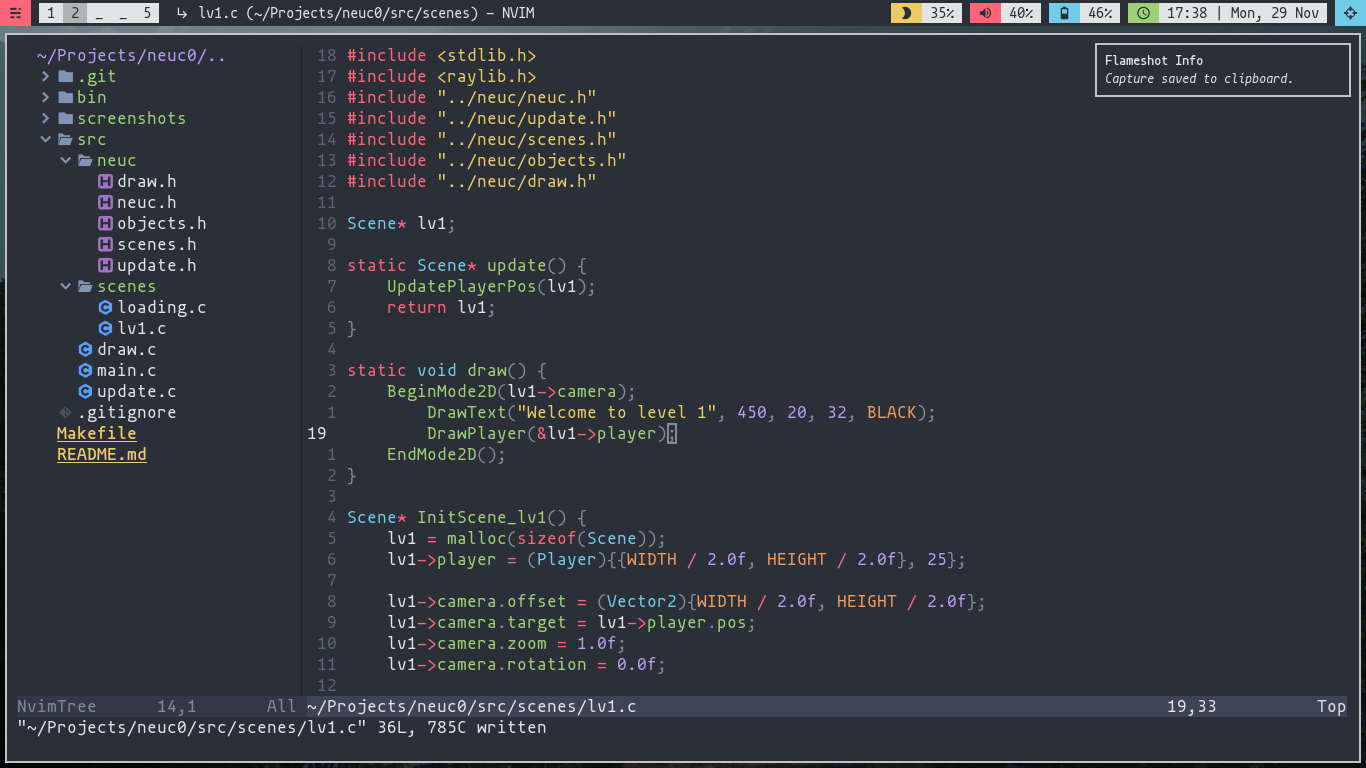 1 2 _ _ 5 ↳ lv1.c (~/Projects/neuc0/src/scenes) – NVIM 35% 40% 46% 17:38 | Mon, 29 Nov
Flameshot Info
Capture saved to clipboard.
~/Projects/neuc0/..
.git
bin
screenshots
src
neuc
draw.h
neuc.h
objects.h
scenes.h
update.h
scenes
loading.c
lv1.c
draw.c
main.c
update.c
.gitignore
Makefile
README.md
18 #include <stdlib.h>
17 #include <raylib.h>
16 #include "../neuc/neuc.h"
15 #include "../neuc/update.h"
14 #include "../neuc/scenes.h"
13 #include "../neuc/objects.h"
12 #include "../neuc/draw.h"
11
10 Scene* lv1;
9
8 static Scene* update() {
7     UpdatePlayerPos(lv1);
6     return lv1;
5 }
4
3 static void draw() {
2     BeginMode2D(lv1->camera);
1         DrawText("Welcome to level 1", 450, 20, 32, BLACK);
19         DrawPlayer(&lv1->player);
1     EndMode2D();
2 }
3
4 Scene* InitScene_lv1() {
5     lv1 = malloc(sizeof(Scene));
6     lv1->player = (Player){{WIDTH / 2.0f, HEIGHT / 2.0f}, 25};
7
8     lv1->camera.offset = (Vector2){WIDTH / 2.0f, HEIGHT / 2.0f};
9     lv1->camera.target = lv1->player.pos;
10     lv1->camera.zoom = 1.0f;
11     lv1->camera.rotation = 0.0f;
12
NvimTree 14,1 All ~/Projects/neuc0/src/scenes/lv1.c 19,33 Top
"~/Projects/neuc0/src/scenes/lv1.c" 36L, 785C written